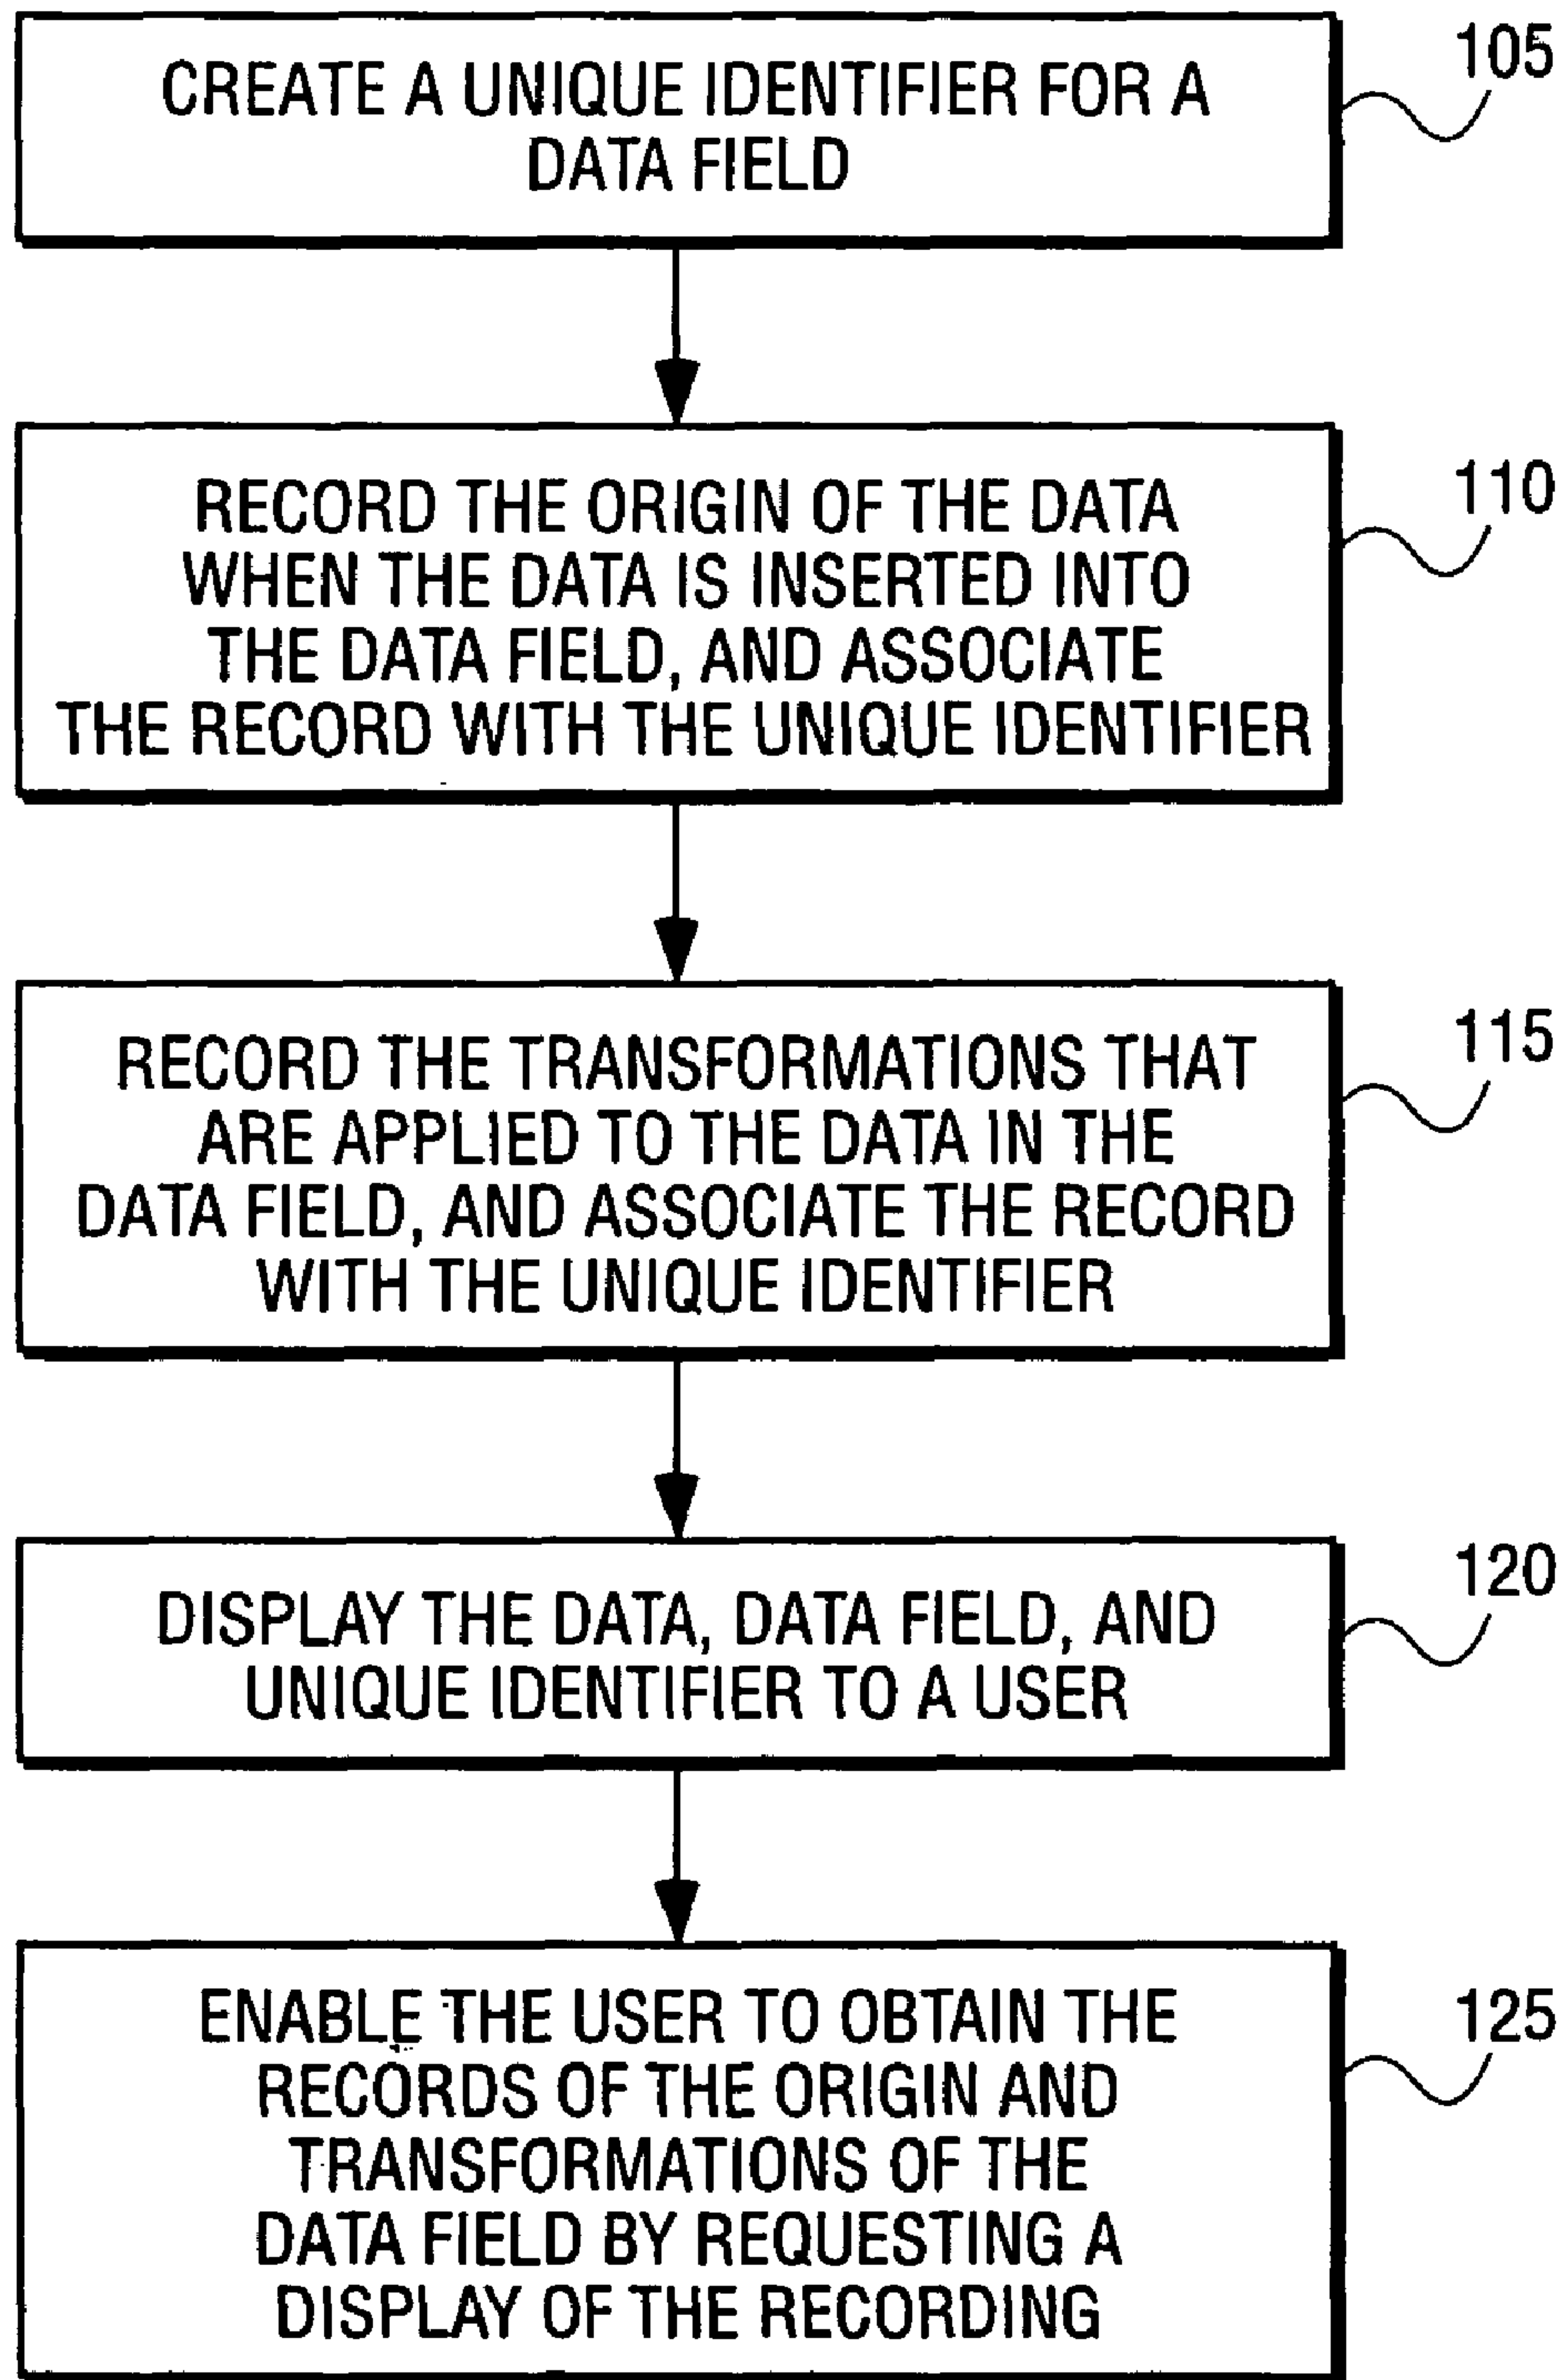 CREATE A UNIQUE IDENTIFIER FOR A
DATA FIELD
105
RECORD THE ORIGIN OF THE DATA
WHEN THE DATA IS INSERTED INTO
THE DATA FIELD, AND ASSOCIATE
THE RECORD WITH THE UNIQUE IDENTIFIER
110
RECORD THE TRANSFORMATIONS THAT
ARE APPLIED TO THE DATA IN THE
DATA FIELD, AND ASSOCIATE THE RECORD
WITH THE UNIQUE IDENTIFIER
115
DISPLAY THE DATA, DATA FIELD, AND
UNIQUE IDENTIFIER TO A USER
120
ENABLE THE USER TO OBTAIN THE
RECORDS OF THE ORIGIN AND
TRANSFORMATIONS OF THE
DATA FIELD BY REQUESTING A
DISPLAY OF THE RECORDING
125